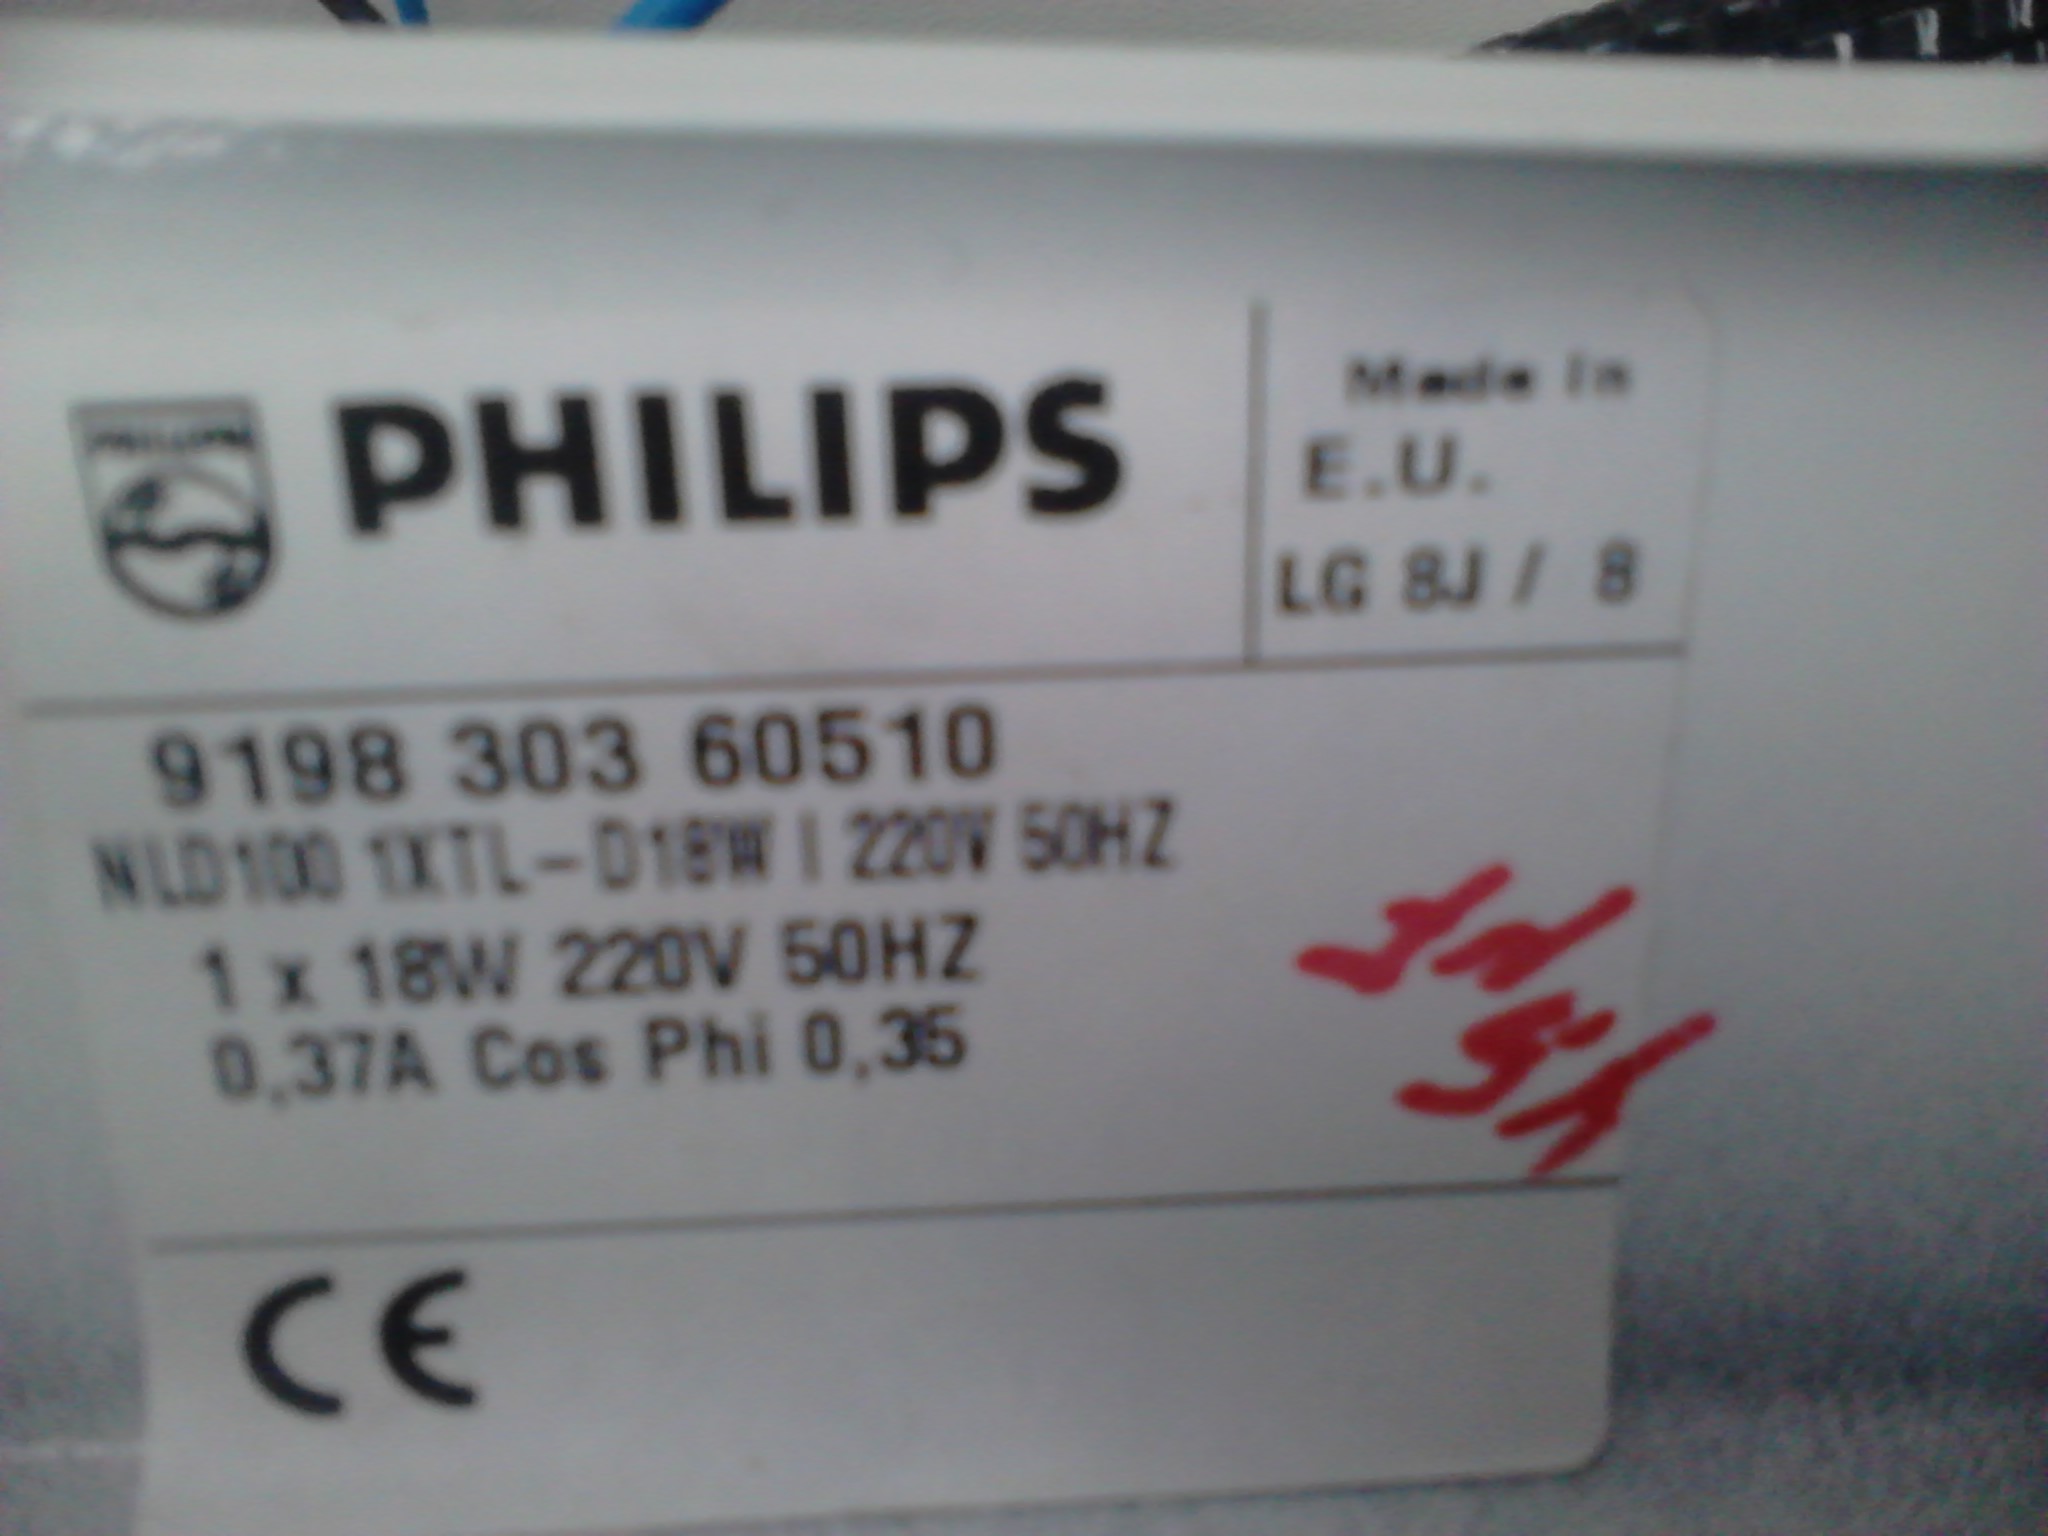 PHILIPS
PHILIPS
Made in
E.U.
LG 8J / 8
9198 303 60510
NLD100 1XTL-D18W I 220V 50HZ
1 x 18W 220V 50HZ
0,37A Cos Phi 0,35
CE